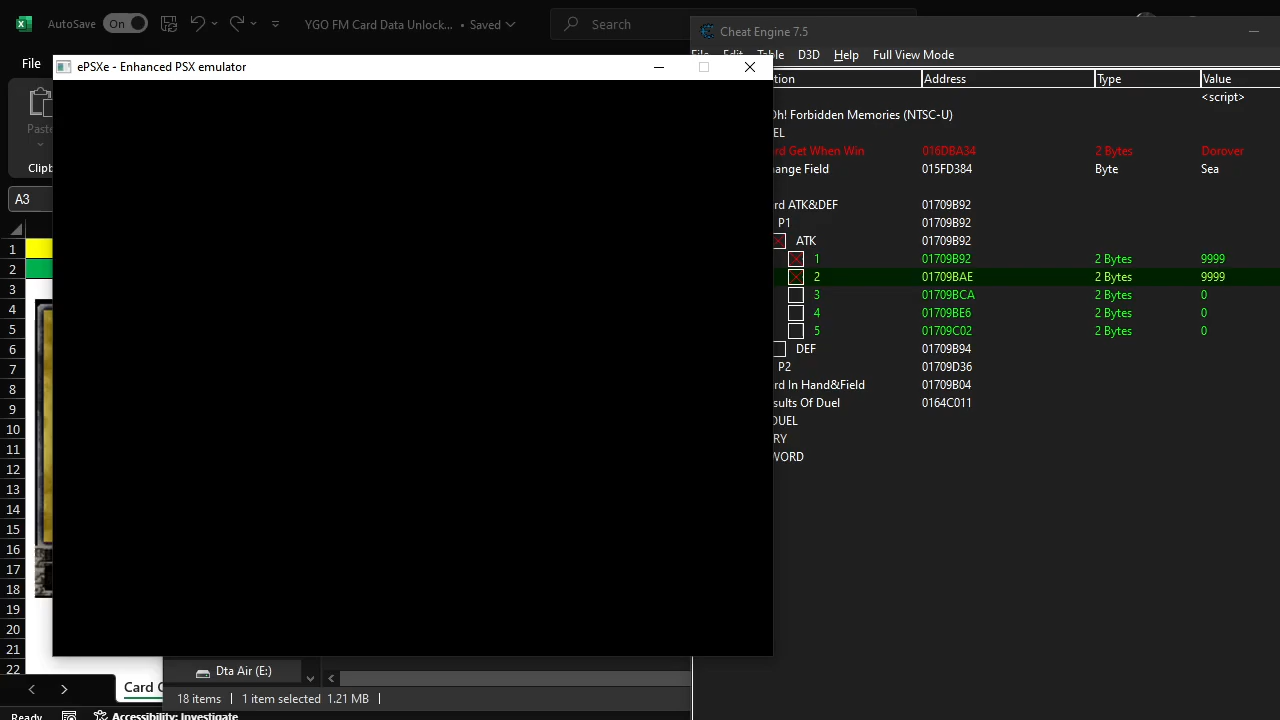 AutoSave On YGO FM Card Data Unlock... • Saved Search
Cheat Engine 7.5
File Edit Table D3D Help Full View Mode
File
ePSXe - Enhanced PSX emulator
tion Address Type Value
<script>
Oh! Forbidden Memories (NTSC-U)
EL
rd Get When Win 016DBA34 2 Bytes Dorover
ange Field 015FD384 Byte Sea
rd ATK&DEF 01709B92
P1 01709B92
ATK 01709B92
1 01709B92 2 Bytes 9999
2 01709BAE 2 Bytes 9999
3 01709BCA 2 Bytes 0
4 01709BE6 2 Bytes 0
5 01709C02 2 Bytes 0
DEF 01709B94
P2 01709D36
rd In Hand&Field 01709B04
sults Of Duel 0164C011
DUEL
RY
WORD
Paste
Clipb
A3
1
2
3
4
5
6
7
8
9
10
11
12
13
14
15
16
17
18
19
20
21
22
Dta Air (E:)
Card C
18 items 1 item selected 1.21 MB
Ready Accessibility: Investigate